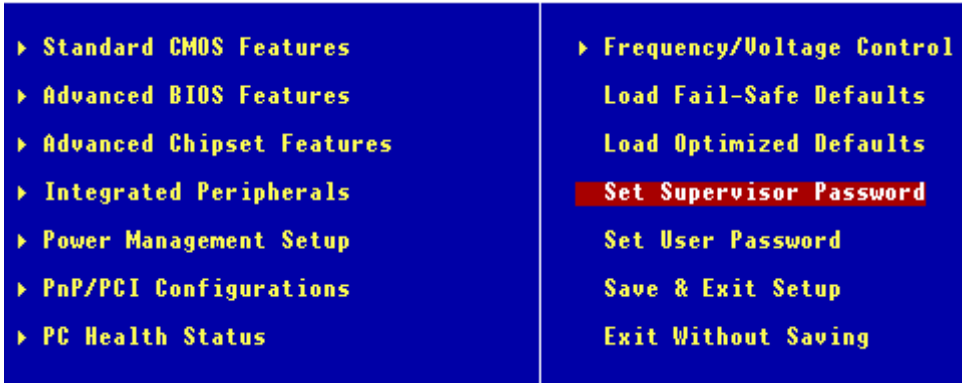 Standard CMOS Features
Advanced BIOS Features
Advanced Chipset Features
Integrated Peripherals
Power Management Setup
PnP/PCI Configurations
PC Health Status
Frequency/Voltage Control
Load Fail-Safe Defaults
Load Optimized Defaults
Set Supervisor Password
Set User Password
Save & Exit Setup
Exit Without Saving